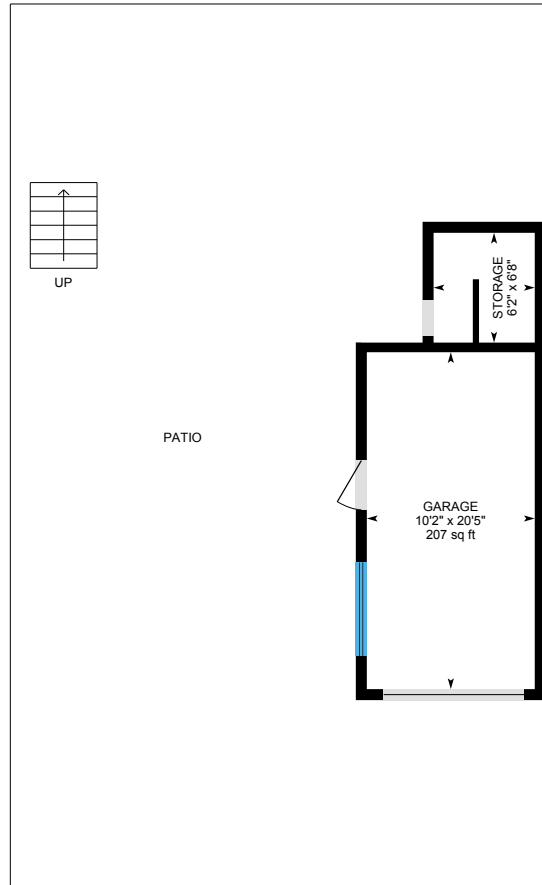 UP
STORAGE
6'2" x 6'8"
PATIO
GARAGE
10'2" x 20'5"
207 sq ft